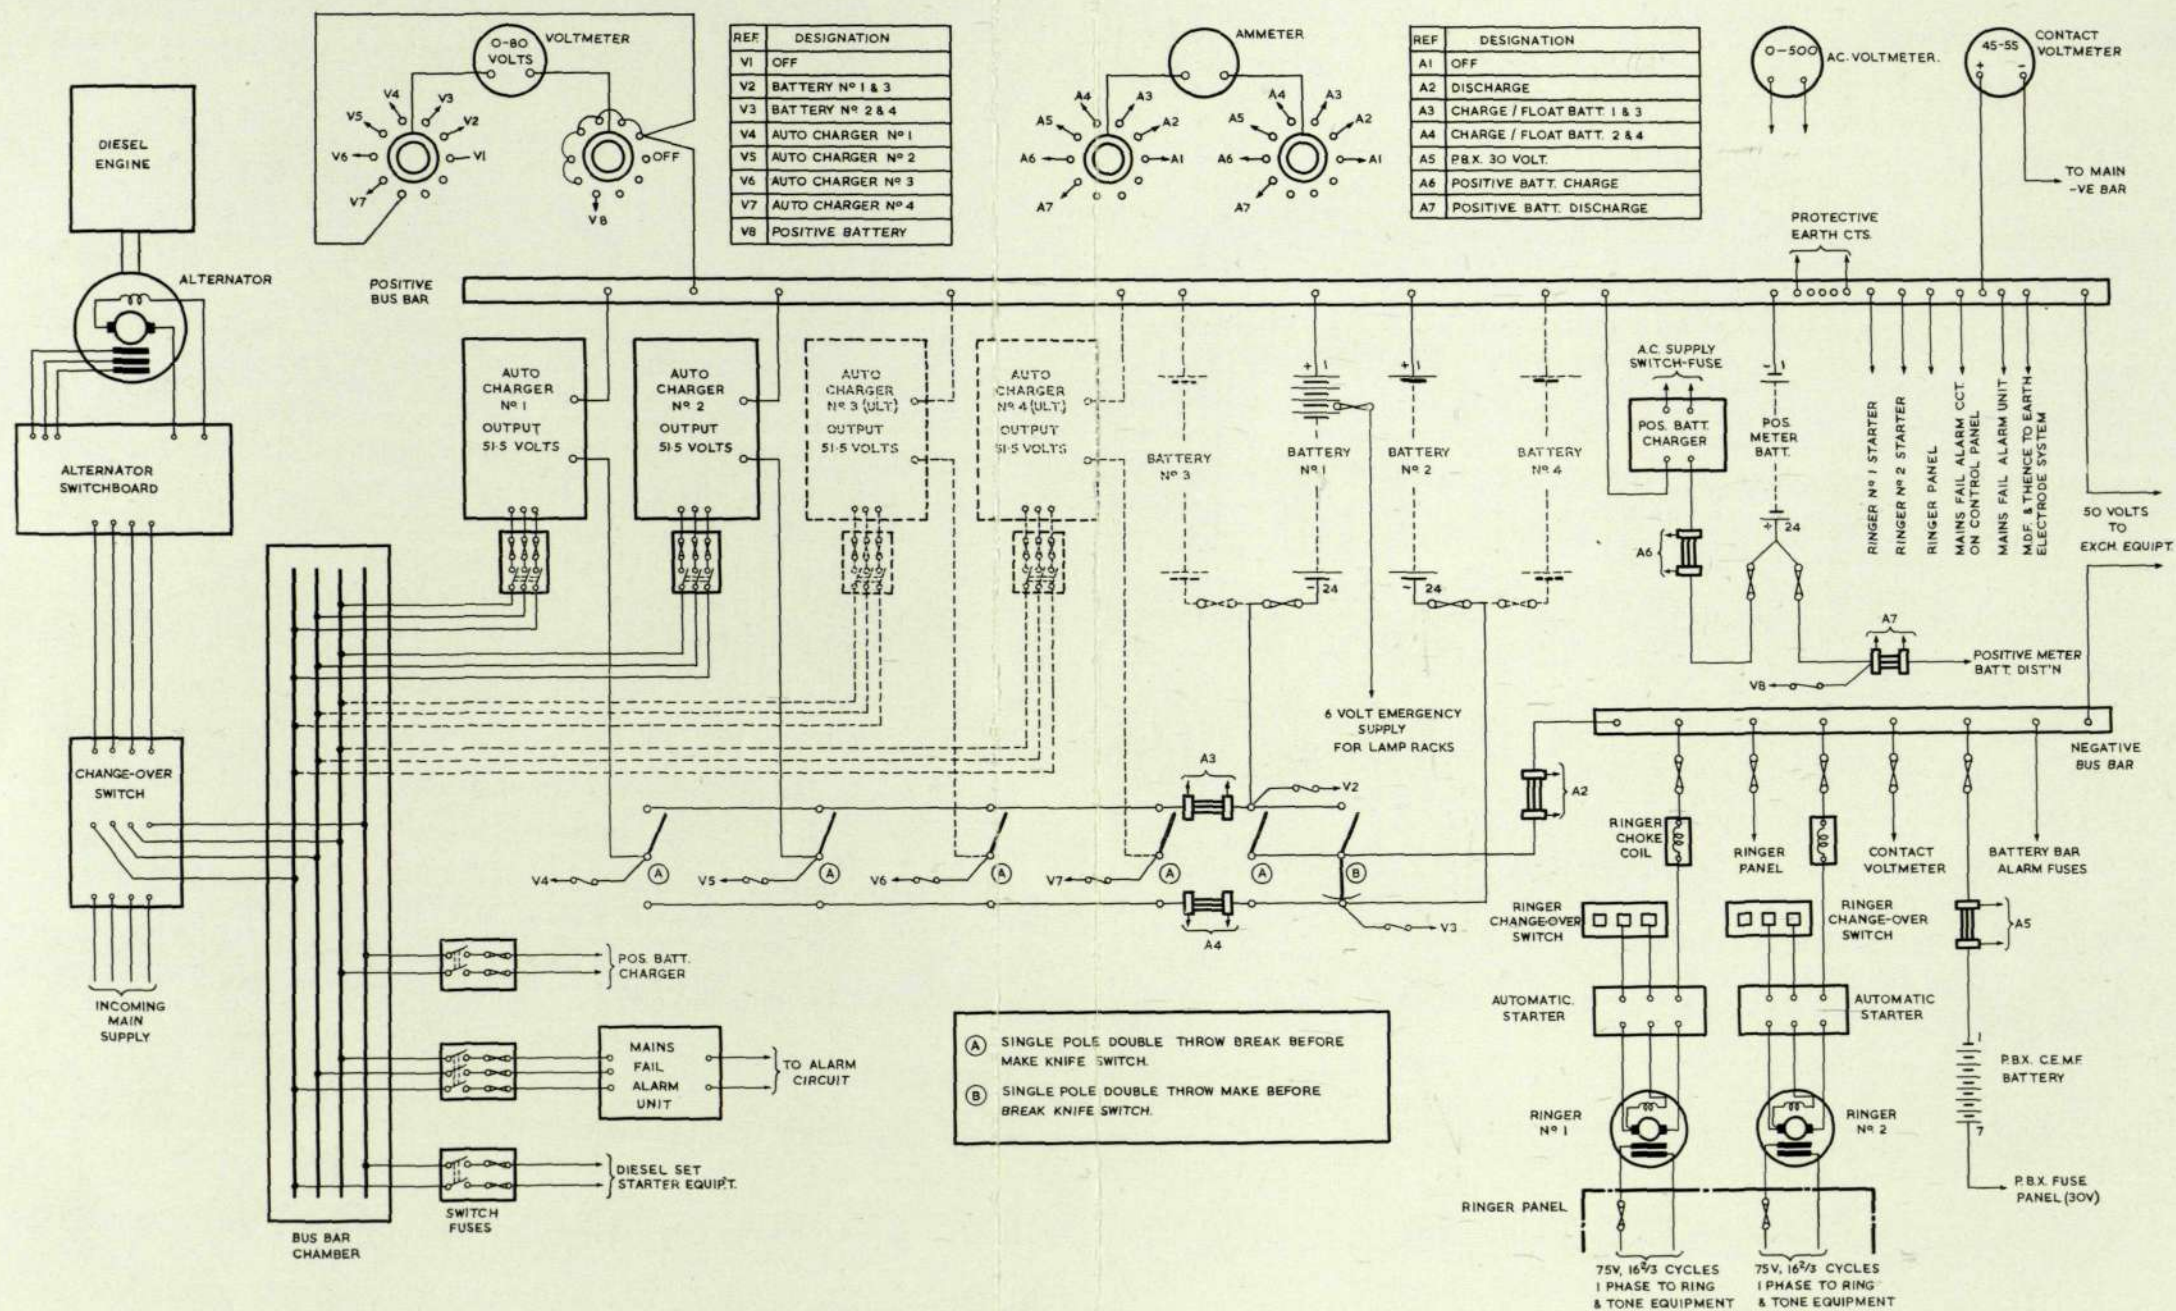 0-80
VOLTS
VOLTMETER
V1
V2
V3
V4
V5
V6
V7
OFF
V8
REF. DESIGNATION
V1 OFF
V2 BATTERY Nº 1 & 3
V3 BATTERY Nº 2 & 4
V4 AUTO CHARGER Nº 1
V5 AUTO CHARGER Nº 2
V6 AUTO CHARGER Nº 3
V7 AUTO CHARGER Nº 4
V8 POSITIVE BATTERY
AMMETER
A4
A3
A2
A1
A5
A6
A7
A4
A3
A2
A1
A5
A6
A7
REF DESIGNATION
A1 OFF
A2 DISCHARGE
A3 CHARGE / FLOAT BATT. 1 & 3
A4 CHARGE / FLOAT BATT. 2 & 4
A5 P.B.X. 30 VOLT.
A6 POSITIVE BATT. CHARGE
A7 POSITIVE BATT. DISCHARGE
0-500
A.C. VOLTMETER.
45-55
+ -
CONTACT
VOLTMETER
TO MAIN
-VE BAR
PROTECTIVE
EARTH CTS.
DIESEL
ENGINE
ALTERNATOR
ALTERNATOR
SWITCHBOARD
CHANGE-OVER
SWITCH
INCOMING
MAIN
SUPPLY
BUS BAR
CHAMBER
POSITIVE
BUS BAR
AUTO
CHARGER
Nº 1
OUTPUT
51·5 VOLTS
AUTO
CHARGER
Nº 2
OUTPUT
51·5 VOLTS
AUTO
CHARGER
Nº 3 (ULT.)
OUTPUT
51·5 VOLTS
AUTO
CHARGER
Nº 4 (ULT.)
OUTPUT
51·5 VOLTS
BATTERY
Nº 3
+ 1
BATTERY
Nº 1
- 24
+ 1
BATTERY
Nº 2
- 24
BATTERY
Nº 4
6 VOLT EMERGENCY
SUPPLY
FOR LAMP RACKS
A.C. SUPPLY
SWITCH-FUSE
POS. BATT.
CHARGER
A6
- 1
POS.
METER
BATT.
+ 24
RINGER Nº 1 STARTER
RINGER Nº 2 STARTER
RINGER PANEL
MAINS FAIL ALARM CCT.
ON CONTROL PANEL
MAINS FAIL ALARM UNIT
M.D.F. & THENCE TO EARTH
ELECTRODE SYSTEM
50 VOLTS
TO
EXCH. EQUIPT.
A7
POSITIVE METER
BATT. DIST'N
V8
NEGATIVE
BUS BAR
A3
V2
A2
V4
A
V5
A
V6
A
V7
A
A
B
A4
V3
RINGER
CHOKE
COIL
RINGER
PANEL
CONTACT
VOLTMETER
BATTERY BAR
ALARM FUSES
RINGER
CHANGE-OVER
SWITCH
RINGER
CHANGE-OVER
SWITCH
A5
AUTOMATIC.
STARTER
AUTOMATIC
STARTER
1
P.B.X. C.E.M.F.
BATTERY
7
RINGER
Nº 1
RINGER
Nº 2
P.B.X. FUSE
PANEL (30V)
RINGER PANEL
75V, 16⅔ CYCLES
1 PHASE TO RING
& TONE EQUIPMENT
75V, 16⅔ CYCLES
1 PHASE TO RING
& TONE EQUIPMENT
POS. BATT.
CHARGER
MAINS
FAIL
ALARM
UNIT
TO ALARM
CIRCUIT
DIESEL SET
STARTER EQUIPT.
SWITCH
FUSES
A SINGLE POLE DOUBLE THROW BREAK BEFORE
MAKE KNIFE SWITCH.
B SINGLE POLE DOUBLE THROW MAKE BEFORE
BREAK KNIFE SWITCH.